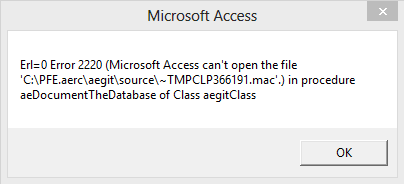 Microsoft Access
Erl=0 Error 2220 (Microsoft Access can't open the file
'C:\PFE.aerc\aegit\source\~TMPCLP366191.mac'.) in procedure
aeDocumentTheDatabase of Class aegitClass
OK